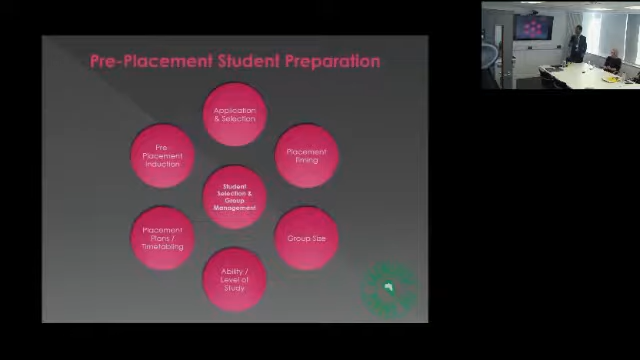 Pre-Placement Student Preparation
Application
& Selection
Pre-
Placement
Induction
Placement
Timing
Student
Selection &
Group
Management
Placement
Plans /
Timetabling
Group Size
Ability /
Level of
Study